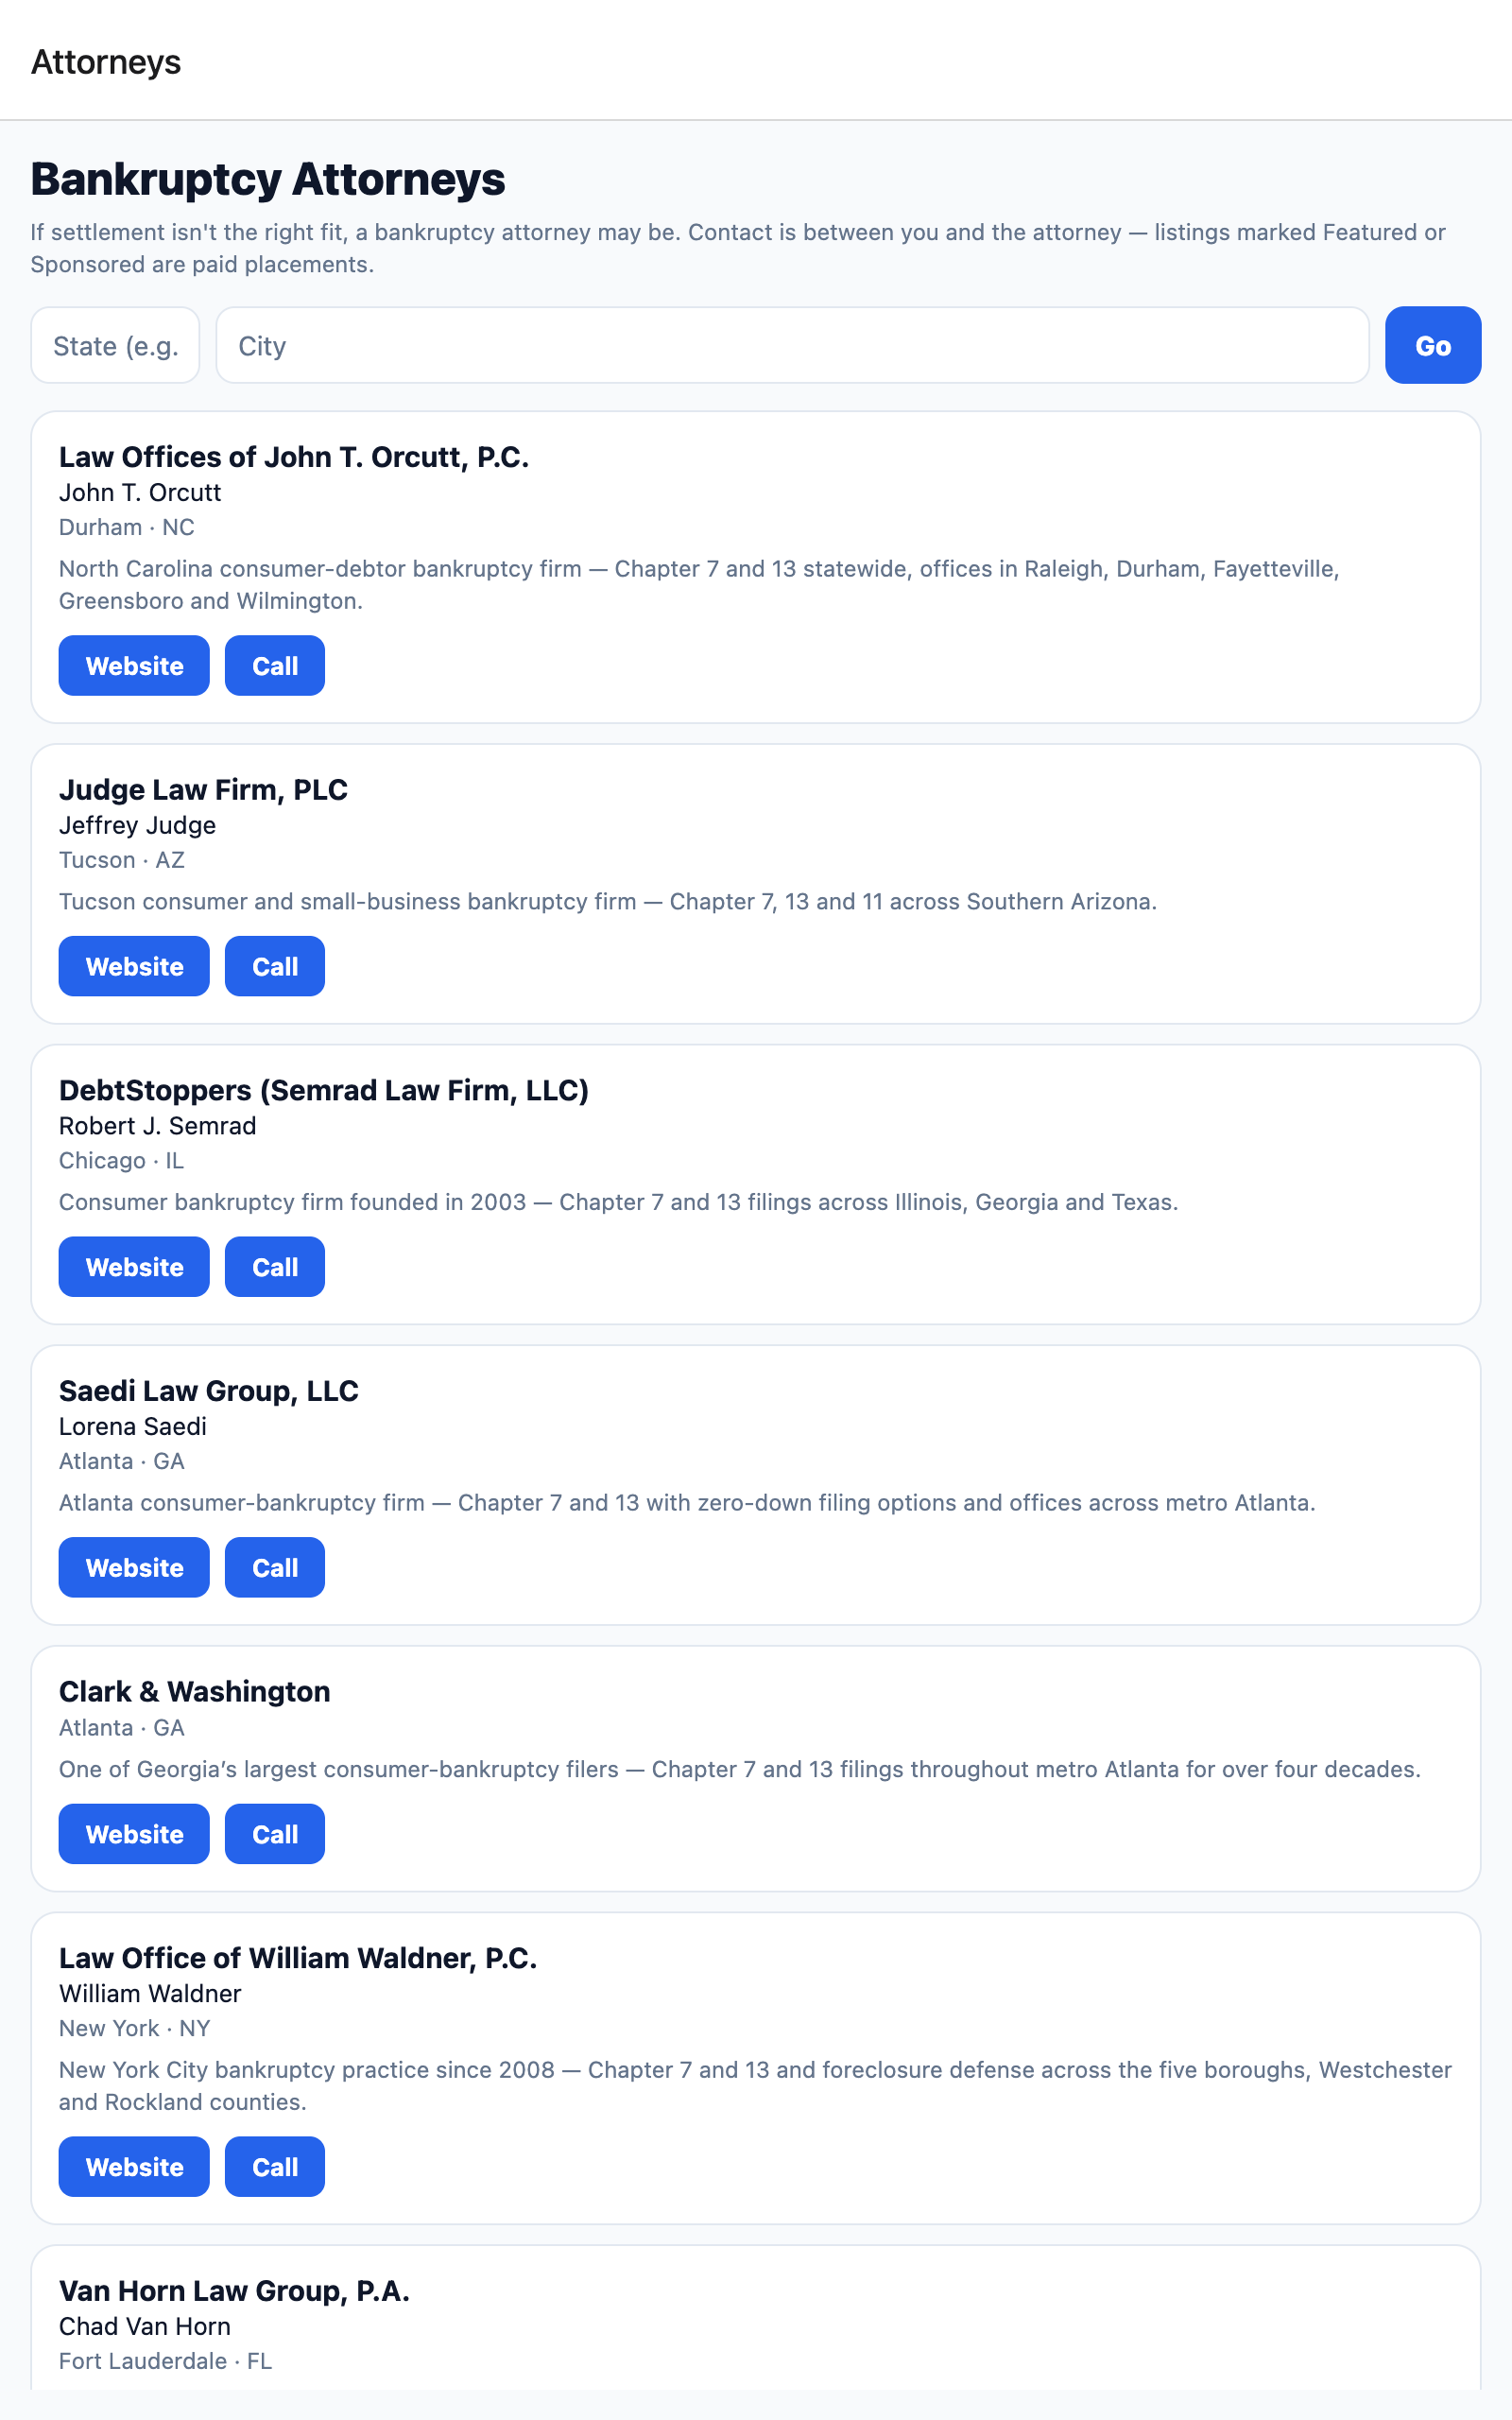 Attorneys
Bankruptcy Attorneys
If settlement isn't the right fit, a bankruptcy attorney may be. Contact is between you and the attorney — listings marked Featured or
Sponsored are paid placements.
State (e.g.
City
Go
Law Offices of John T. Orcutt, P.C.
John T. Orcutt
Durham · NC
North Carolina consumer-debtor bankruptcy firm — Chapter 7 and 13 statewide, offices in Raleigh, Durham, Fayetteville,
Greensboro and Wilmington.
Website Call
Judge Law Firm, PLC
Jeffrey Judge
Tucson · AZ
Tucson consumer and small-business bankruptcy firm — Chapter 7, 13 and 11 across Southern Arizona.
Website Call
DebtStoppers (Semrad Law Firm, LLC)
Robert J. Semrad
Chicago · IL
Consumer bankruptcy firm founded in 2003 — Chapter 7 and 13 filings across Illinois, Georgia and Texas.
Website Call
Saedi Law Group, LLC
Lorena Saedi
Atlanta · GA
Atlanta consumer-bankruptcy firm — Chapter 7 and 13 with zero-down filing options and offices across metro Atlanta.
Website Call
Clark & Washington
Atlanta · GA
One of Georgia’s largest consumer-bankruptcy filers — Chapter 7 and 13 filings throughout metro Atlanta for over four decades.
Website Call
Law Office of William Waldner, P.C.
William Waldner
New York · NY
New York City bankruptcy practice since 2008 — Chapter 7 and 13 and foreclosure defense across the five boroughs, Westchester
and Rockland counties.
Website Call
Van Horn Law Group, P.A.
Chad Van Horn
Fort Lauderdale · FL